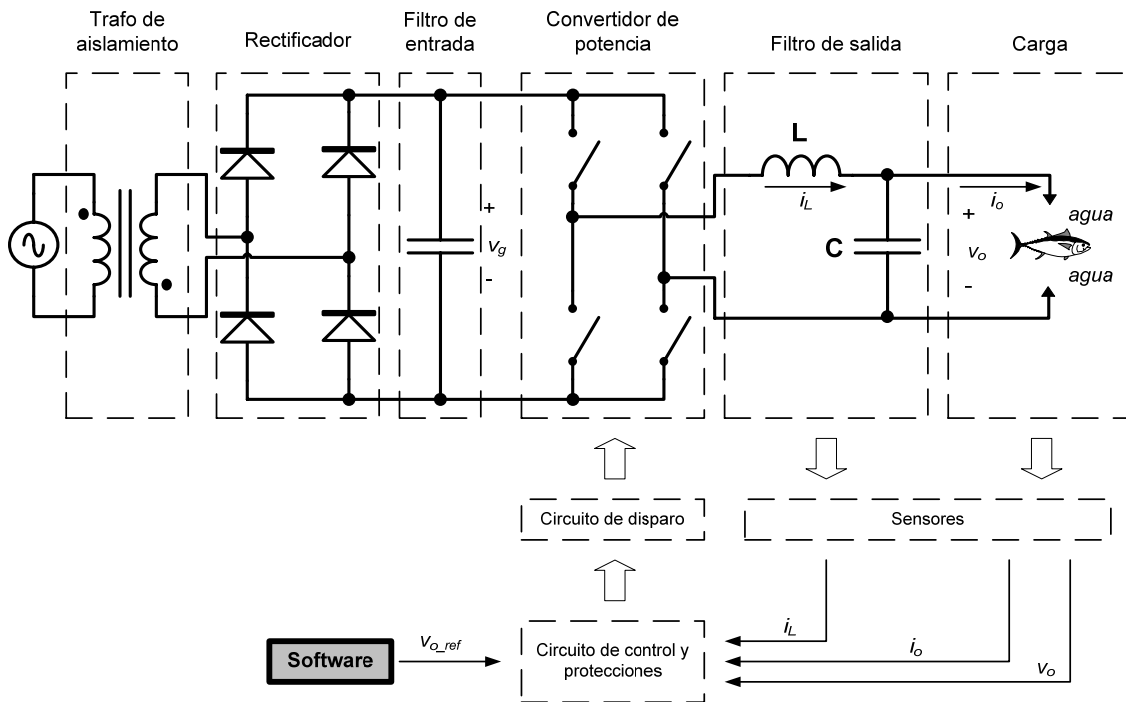 Trafo de
aislamiento
Rectificador
Filtro de
entrada
Convertidor de
potencia
Filtro de salida
Carga
L
i_L
i_o
+
v_g
-
C
+
v_o
-
agua
agua
Circuito de disparo
Sensores
Software
v_o_ref
Circuito de control y
protecciones
i_L
i_o
v_o